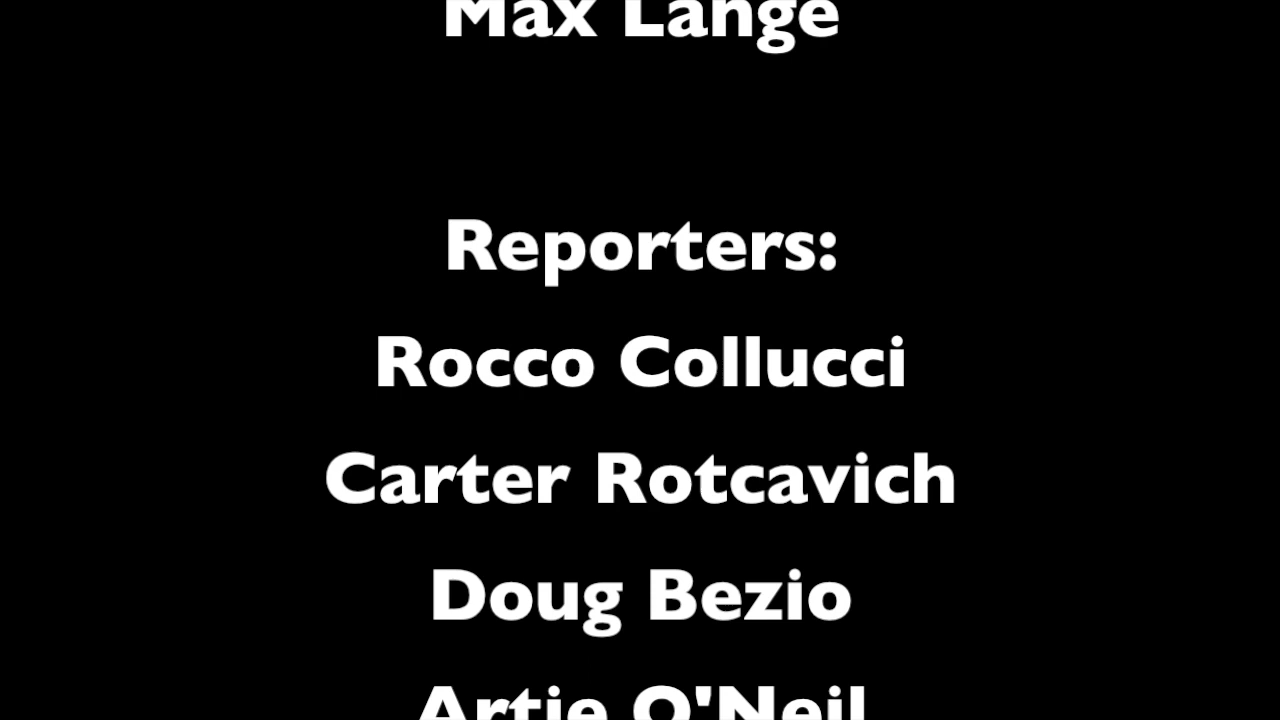 Max Lange
Reporters:
Rocco Collucci
Carter Rotcavich
Doug Bezio
Artie O'Neil